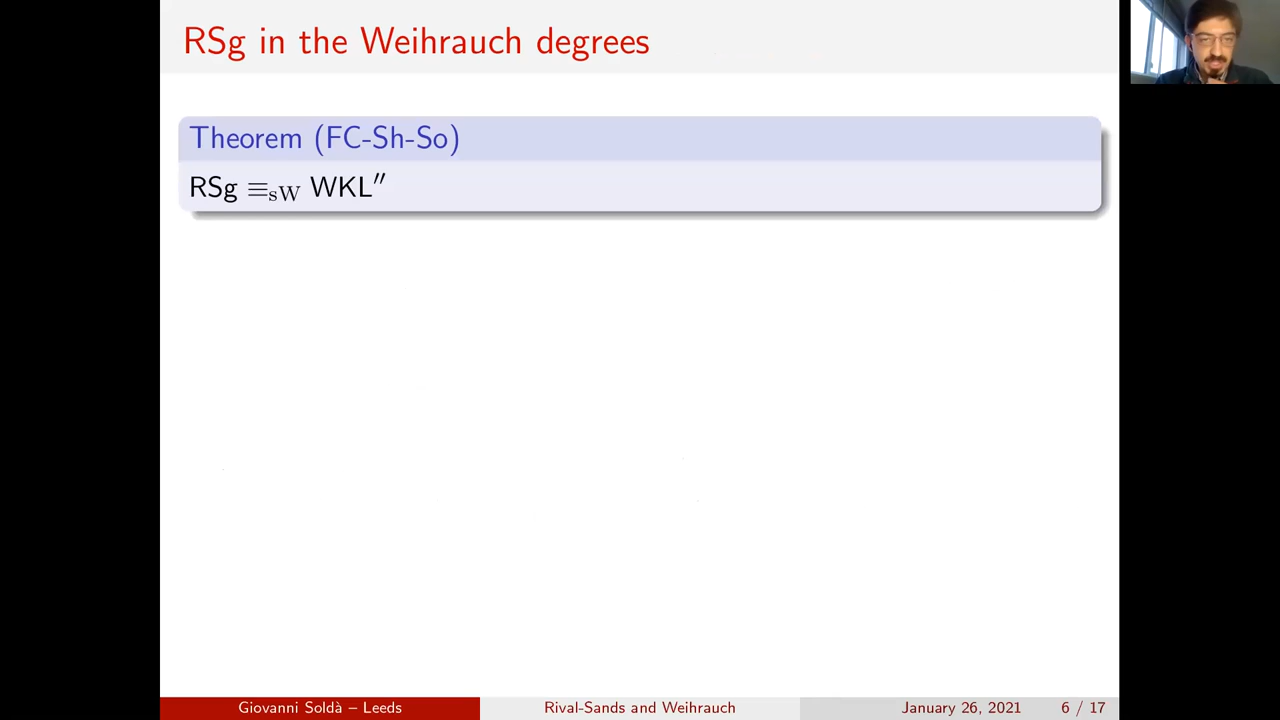 RSg in the Weihrauch degrees
Theorem (FC-Sh-So)
RSg ≡sW WKL′′
Giovanni Soldà – Leeds
Rival-Sands and Weihrauch
January 26, 2021
6 / 17